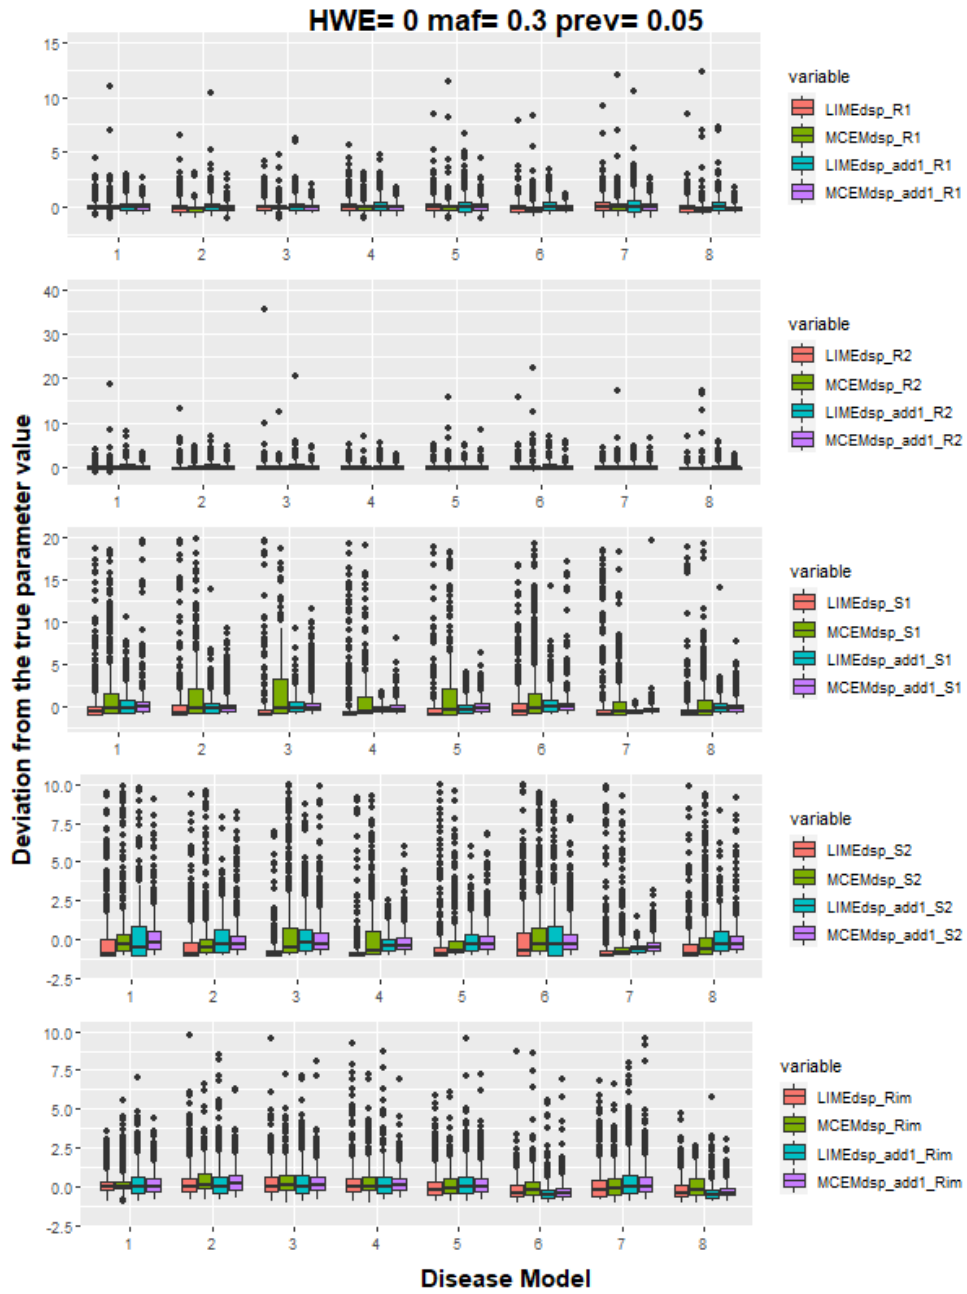 HWE= 0 maf= 0.3 prev= 0.05
Deviation from the true parameter value
15
10
5
0
1 2 3 4 5 6 7 8
variable
LIMEdsp_R1
MCEMdsp_R1
LIMEdsp_add1_R1
MCEMdsp_add1_R1
40
30
20
10
0
1 2 3 4 5 6 7 8
variable
LIMEdsp_R2
MCEMdsp_R2
LIMEdsp_add1_R2
MCEMdsp_add1_R2
20
15
10
5
0
1 2 3 4 5 6 7 8
variable
LIMEdsp_S1
MCEMdsp_S1
LIMEdsp_add1_S1
MCEMdsp_add1_S1
10.0
7.5
5.0
2.5
0.0
-2.5
1 2 3 4 5 6 7 8
variable
LIMEdsp_S2
MCEMdsp_S2
LIMEdsp_add1_S2
MCEMdsp_add1_S2
10.0
7.5
5.0
2.5
0.0
-2.5
1 2 3 4 5 6 7 8
variable
LIMEdsp_Rim
MCEMdsp_Rim
LIMEdsp_add1_Rim
MCEMdsp_add1_Rim
Disease Model